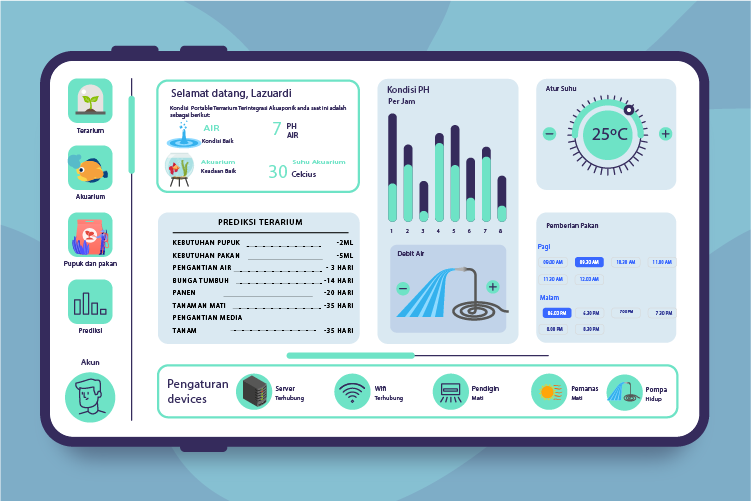 Terarium
Akuarium
Pupuk dan pakan
Prediksi
Akun
Selamat datang, Lazuardi
Kondisi PortableTerrarium Terintegrasi Akuaponik anda saat ini adalah
sebagai berikut:
AIR
Kondisi Baik
7 PH
AIR
Akuarium
Keadaan Baik
30 Suhu Akuarium
Celcius
PREDIKSI TERARIUM
KEBUTUHAN PUPUK -2ML
KEBUTUHAN PAKAN -5ML
PENGANTIAN AIR - 3 HARI
BUNGA TUMBUH -14 HARI
PANEN -20 HARI
TANAMAN MATI -35 HARI
PENGANTIAN MEDIA
TANAM -35 HARI
Kondisi PH
Per Jam
1 2 3 4 5 6 7 8
Debit Air
Atur Suhu
25ºC
Pemberian Pakan
Pagi
09.00 AM 09.30 AM 10.30 AM 11.00 AM
11.30 AM 12.03 AM
Malam
06.03 PM 6.30 PM 7.00 PM 7.30 PM
8.00 PM 8.30 PM
Pengaturan
devices
Server
Terhubung
Wifi
Terhubung
Pendigin
Mati
Pemanas
Mati
Pompa
Hidup